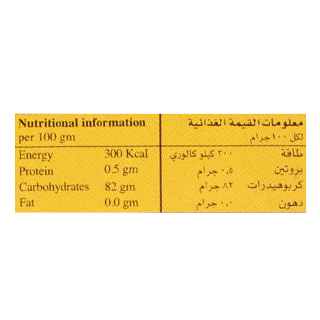 Nutritional information
per 100 gm
Energy 300 Kcal
Protein 0.5 gm
Carbohydrates 82 gm
Fat 0.0 gm
معلومات القيمة الغذائية
لكل ١٠٠ جرام
طاقة ٣٠٠ كيلو كالوري
بروتين ٠,٥ جرام
كربوهيدرات ٨٢ جرام
دهون ٠,٠ جرام